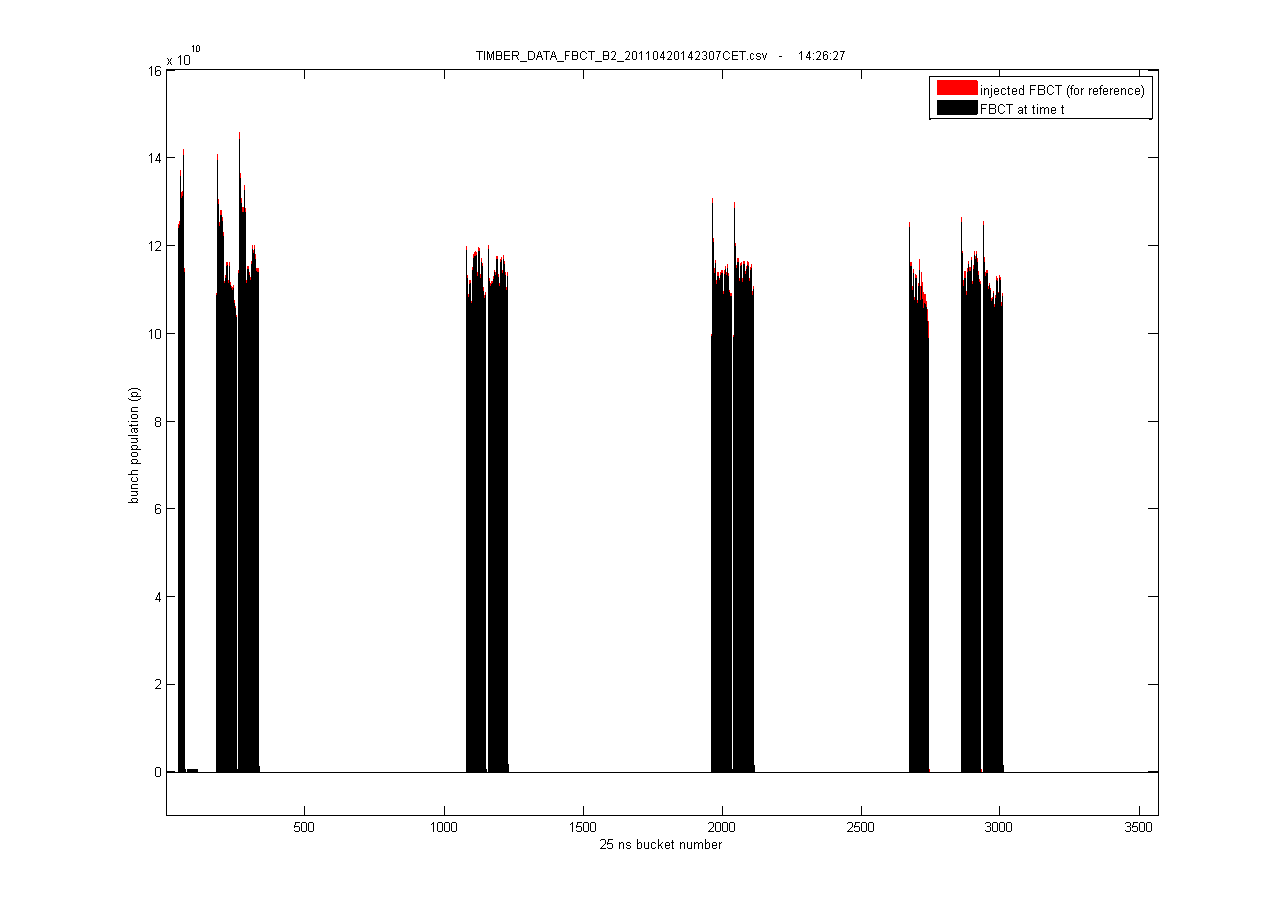 TIMBER_DATA_FBCT_B2_20110420142307CET.csv - 14:26:27
x 10^10
injected FBCT (for reference)
FBCT at time t
16
14
12
10
8
6
4
2
0
bunch population (p)
500 1000 1500 2000 2500 3000 3500
25 ns bucket number